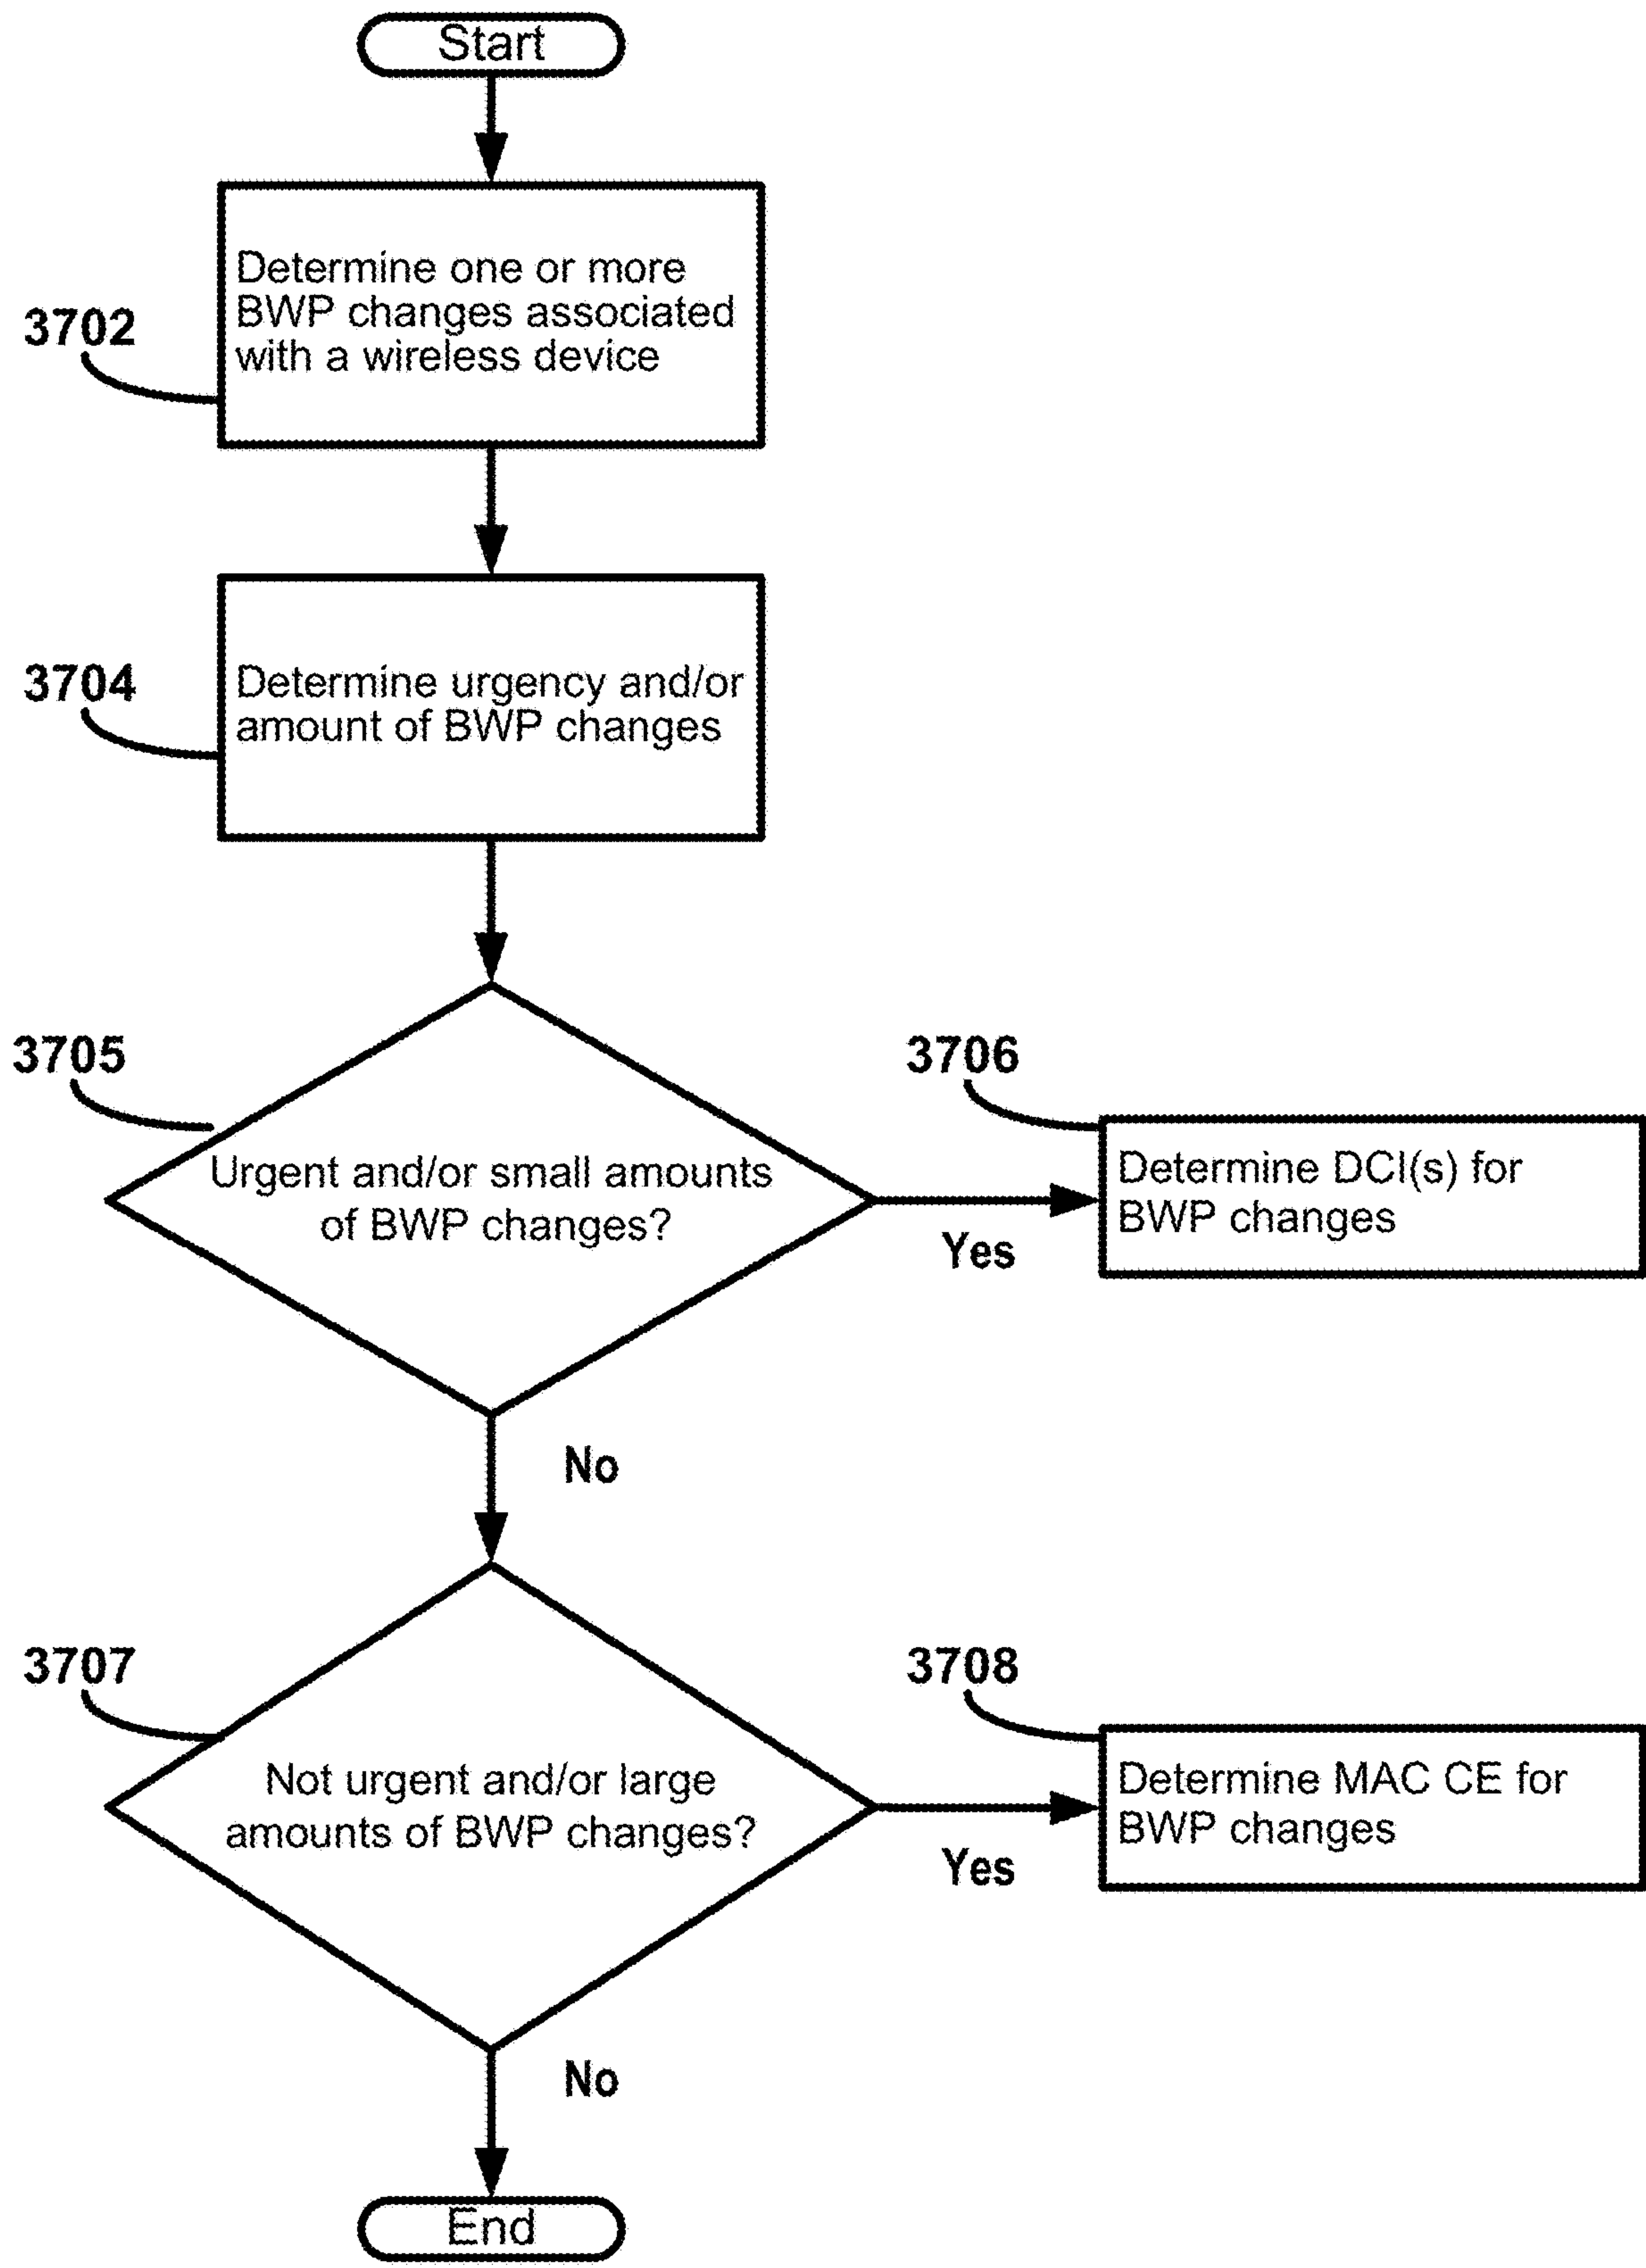 Start
3702
Determine one or more
BWP changes associated
with a wireless device
3704
Determine urgency and/or
amount of BWP changes
3705
Urgent and/or small amounts
of BWP changes?
Yes
3706
Determine DCI(s) for
BWP changes
No
3707
Not urgent and/or large
amounts of BWP changes?
Yes
3708
Determine MAC CE for
BWP changes
No
End